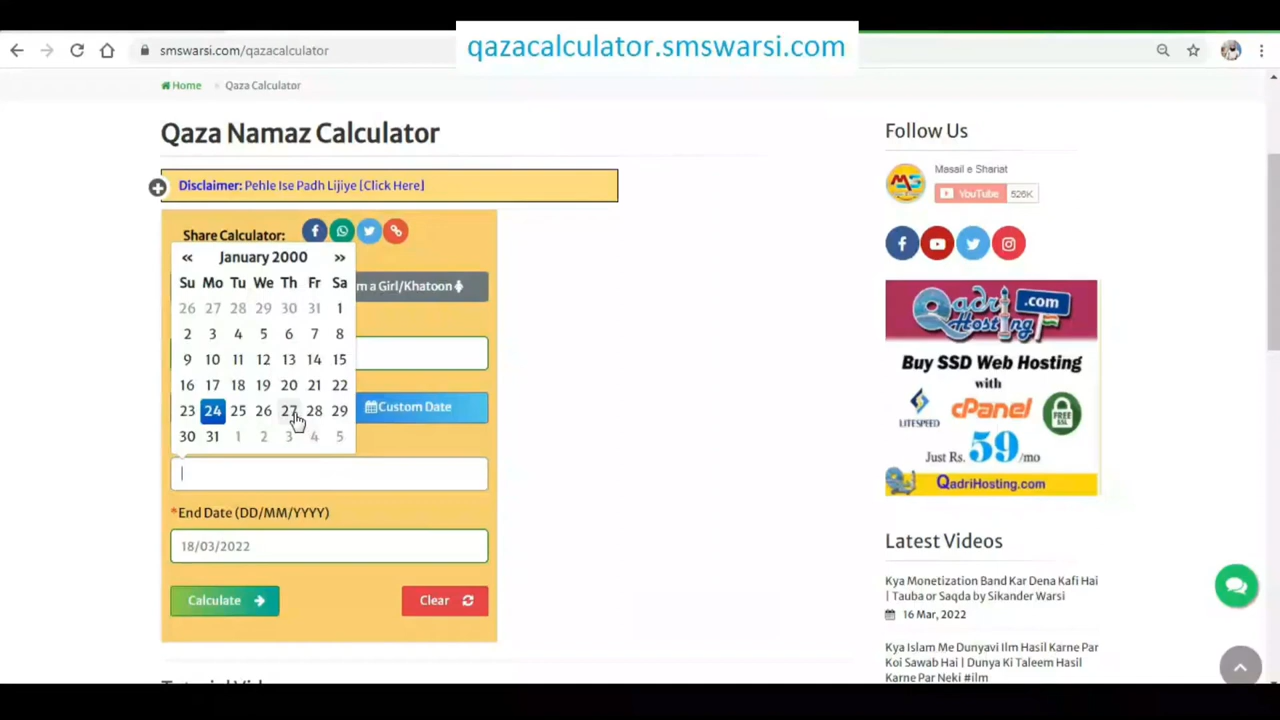 qazacalculator.smswarsi.com
smswarsi.com/qazacalculator
Home » Qaza Calculator
Qaza Namaz Calculator
Disclaimer: Pehle Ise Padh Lijiye [Click Here]
Share Calculator:
« January 2000 »
Su Mo Tu We Th Fr Sa
26 27 28 29 30 31 1
2 3 4 5 6 7 8
9 10 11 12 13 14 15
16 17 18 19 20 21 22
23 24 25 26 27 28 29
30 31 1 2 3 4 5
m a Girl/Khatoon
Custom Date
*End Date (DD/MM/YYYY)
18/03/2022
Calculate
Clear
Follow Us
Masail e Shariat
YouTube 526K
Qadri
Hosting
.com
Buy SSD Web Hosting
with
LITESPEED
cPanel
FREE
SSL
Just Rs. 59/mo
QadriHosting.com
Latest Videos
Kya Monetization Band Kar Dena Kafi Hai
| Tauba or Saqda by Sikander Warsi
16 Mar, 2022
Kya Islam Me Dunyavi Ilm Hasil Karne Par
Koi Sawab Hai | Dunya Ki Taleem Hasil
Karne Par Neki #ilm